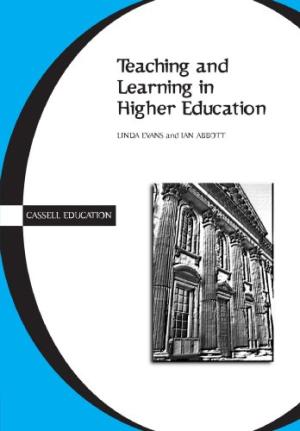 Teaching and
Learning in
Higher Education
LINDA EVANS and IAN ABBOTT
CASSELL EDUCATION